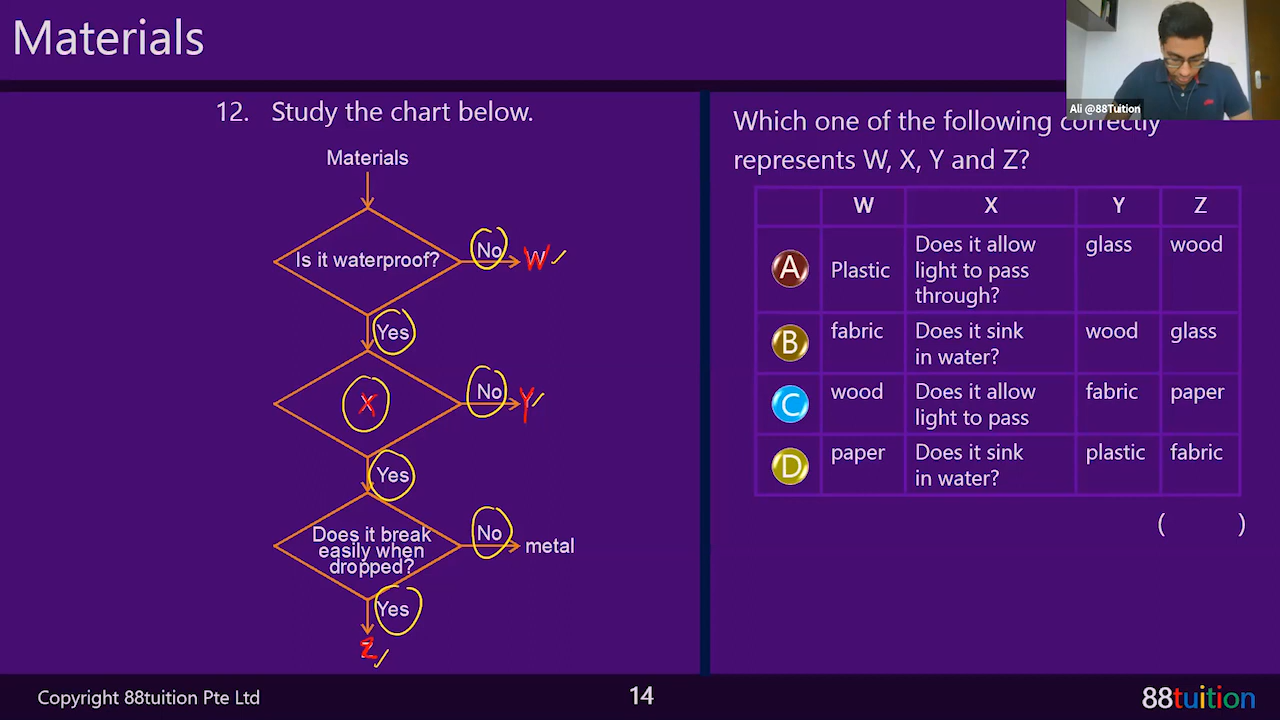 Materials
Ali @88Tuition
12. Study the chart below.
Materials
Is it waterproof?
No
W
Yes
X
No
Y
Yes
Does it break
easily when
dropped?
No
metal
Yes
Z
Which one of the following correctly
represents W, X, Y and Z?
W X Y Z
A
Plastic
Does it allow
light to pass
through?
glass
wood
B
fabric
Does it sink
in water?
wood
glass
C
wood
Does it allow
light to pass
fabric
paper
D
paper
Does it sink
in water?
plastic
fabric
( )
Copyright 88tuition Pte Ltd
14
88tuition